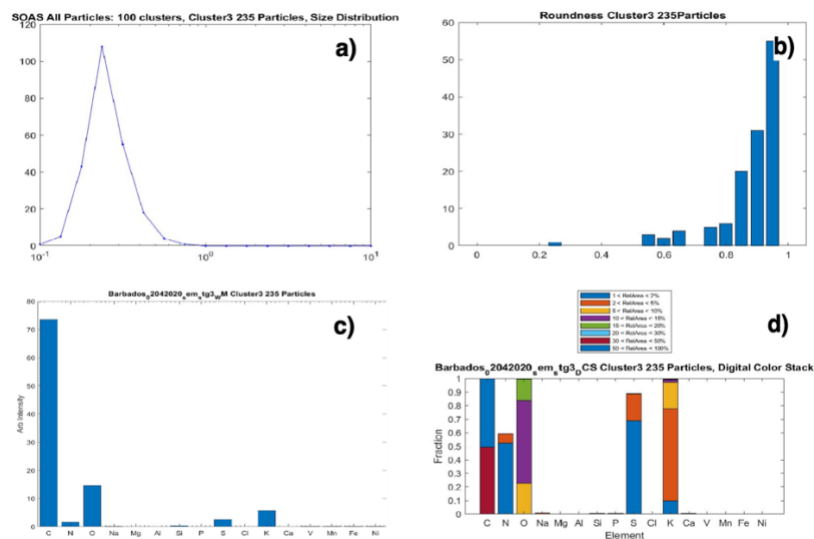 SOAS All Particles: 100 clusters, Cluster3 235 Particles, Size Distribution
a)
120
100
80
60
40
20
0
10-1
100
101
Roundness Cluster3 235Particles
b)
60
50
40
30
20
10
0
0 0.2 0.4 0.6 0.8 1
Barbados_02042020_sem_stg3_WM Cluster3 235 Particles
c)
Arb Intensity
80
70
60
50
40
30
20
10
0
C N O Na Mg Al Si P S Cl K Ca V Mn Fe Ni
1 < RelArea < 2%
2 < RelArea < 5%
5 < RelArea < 10%
10 < RelArea < 15%
15 < RelArea < 20%
20 < RelArea < 30%
30 < RelArea < 50%
50 < RelArea < 100%
d)
Barbados_02042020_sem_stg3_DCS Cluster3 235 Particles, Digital Color Stack
Fraction
1
0.9
0.8
0.7
0.6
0.5
0.4
0.3
0.2
0.1
0
C N O Na Mg Al Si P S Cl K Ca V Mn Fe Ni
Element